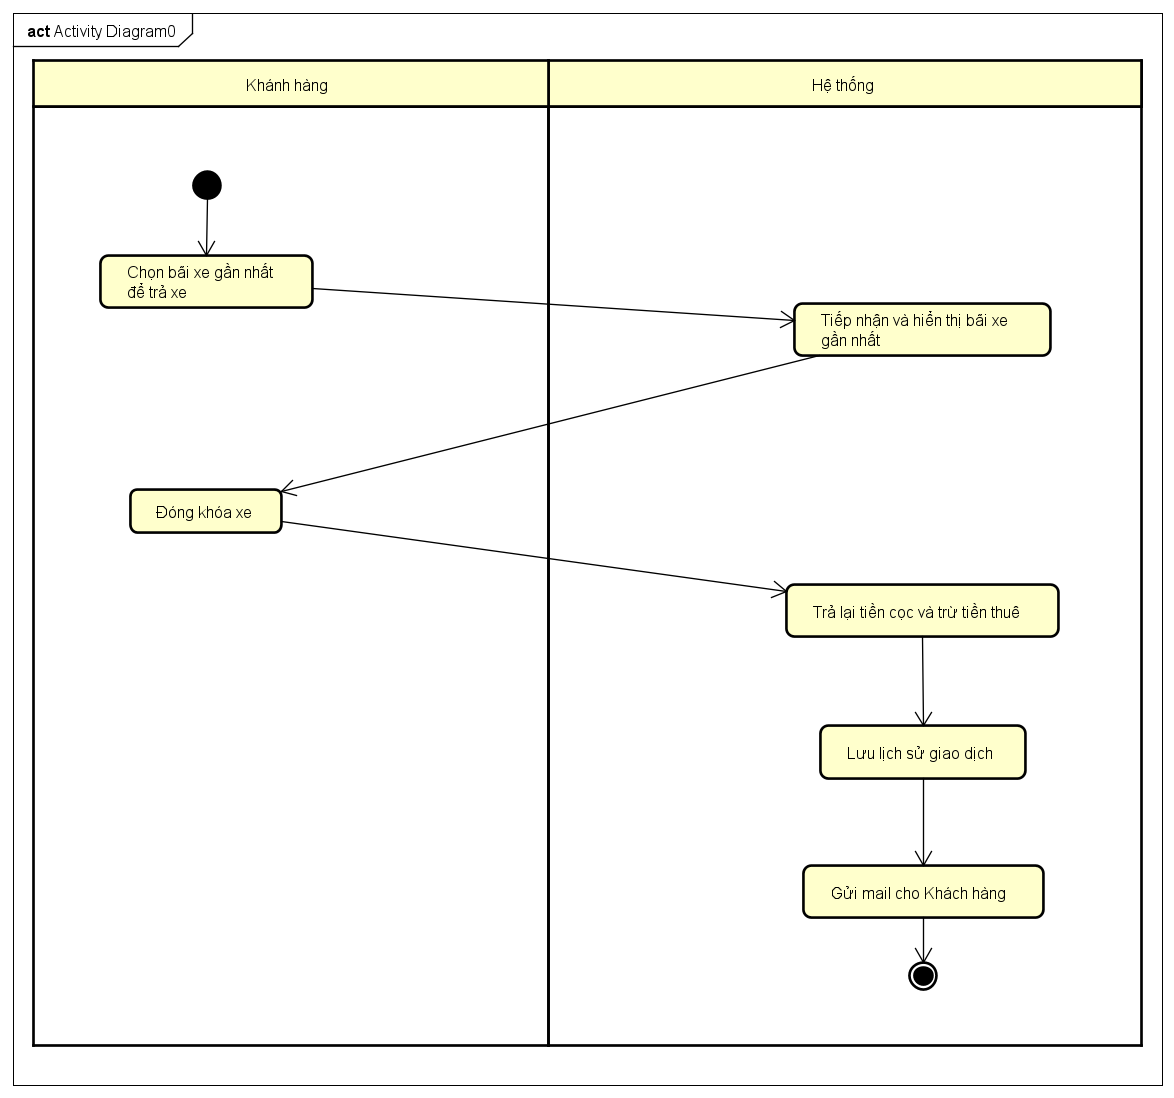 act Activity Diagram0
Khánh hàng
Hệ thống
Chọn bãi xe gần nhất
để trả xe
Tiếp nhận và hiển thị bãi xe
gần nhất
Đóng khóa xe
Trả lại tiền cọc và trừ tiền thuê
Lưu lịch sử giao dịch
Gửi mail cho Khách hàng